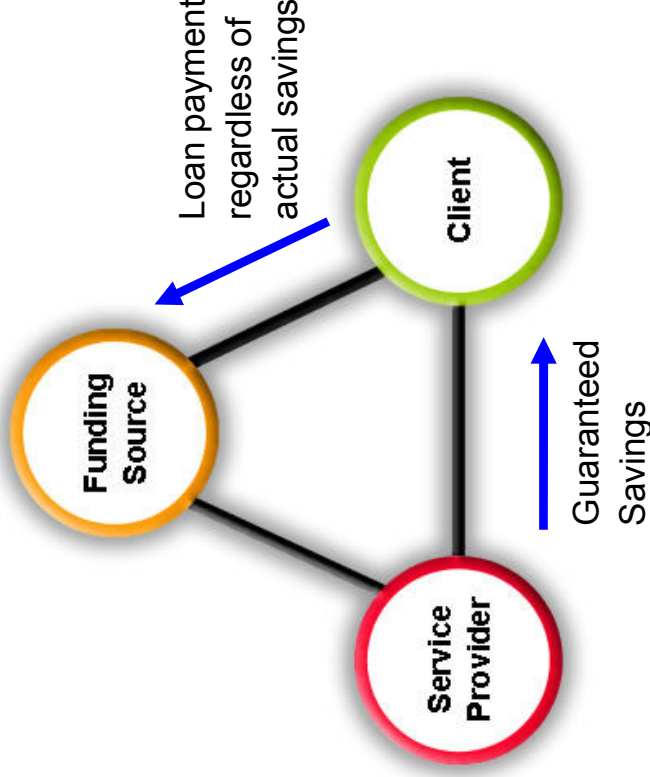 Funding
Source
Loan payment
regardless of
actual savings
Service
Provider
Client
Guaranteed
Savings